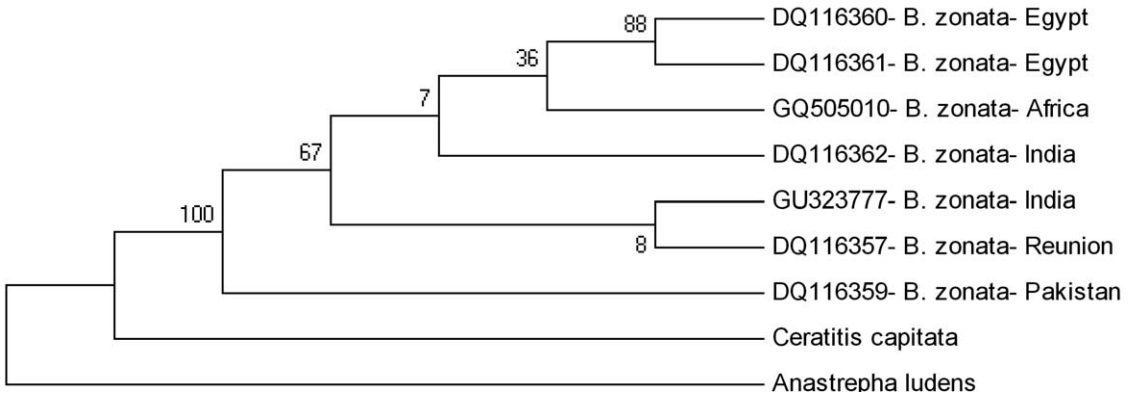 88
DQ116360- B. zonata- Egypt
DQ116361- B. zonata- Egypt
36
GQ505010- B. zonata- Africa
7
DQ116362- B. zonata- India
67
GU323777- B. zonata- India
8
DQ116357- B. zonata- Reunion
100
DQ116359- B. zonata- Pakistan
Ceratitis capitata
Anastrepha ludens